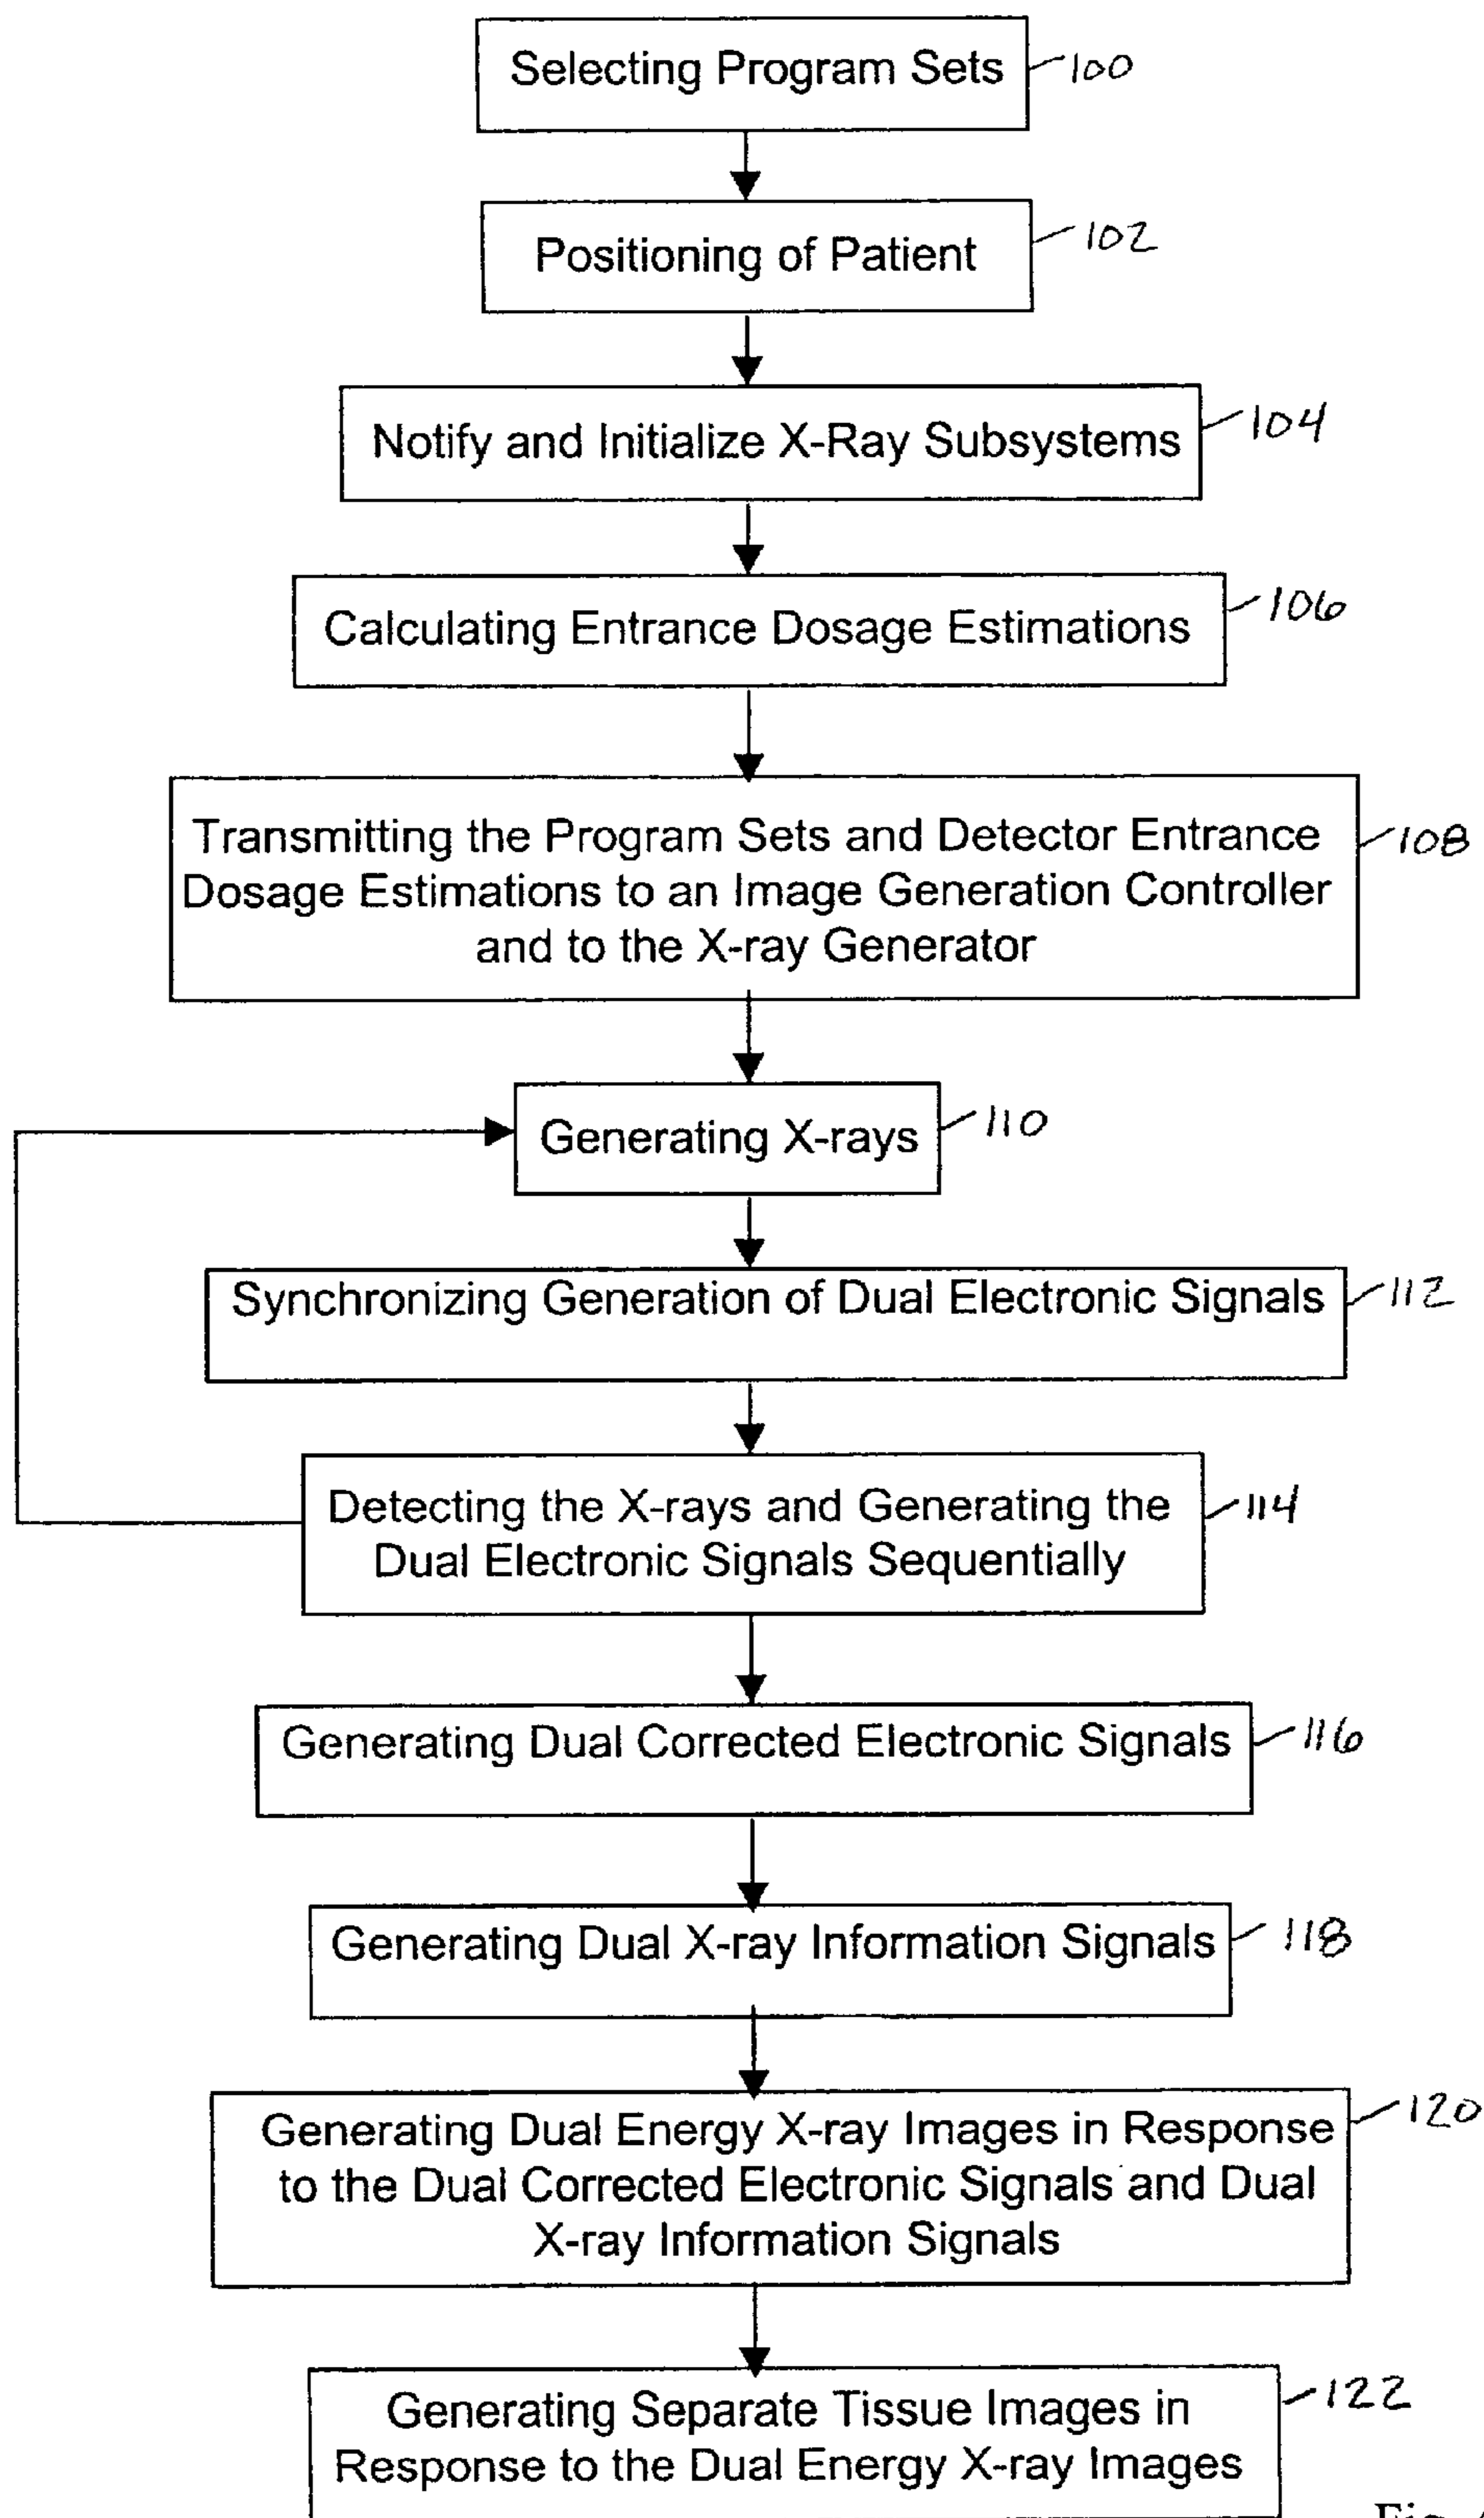 Selecting Program Sets 100
Positioning of Patient 102
Notify and Initialize X-Ray Subsystems 104
Calculating Entrance Dosage Estimations 106
Transmitting the Program Sets and Detector Entrance 108
Dosage Estimations to an Image Generation Controller
and to the X-ray Generator
Generating X-rays 110
Synchronizing Generation of Dual Electronic Signals 112
Detecting the X-rays and Generating the 114
Dual Electronic Signals Sequentially
Generating Dual Corrected Electronic Signals 116
Generating Dual X-ray Information Signals 118
Generating Dual Energy X-ray Images in Response 120
to the Dual Corrected Electronic Signals and Dual
X-ray Information Signals
Generating Separate Tissue Images in 122
Response to the Dual Energy X-ray Images